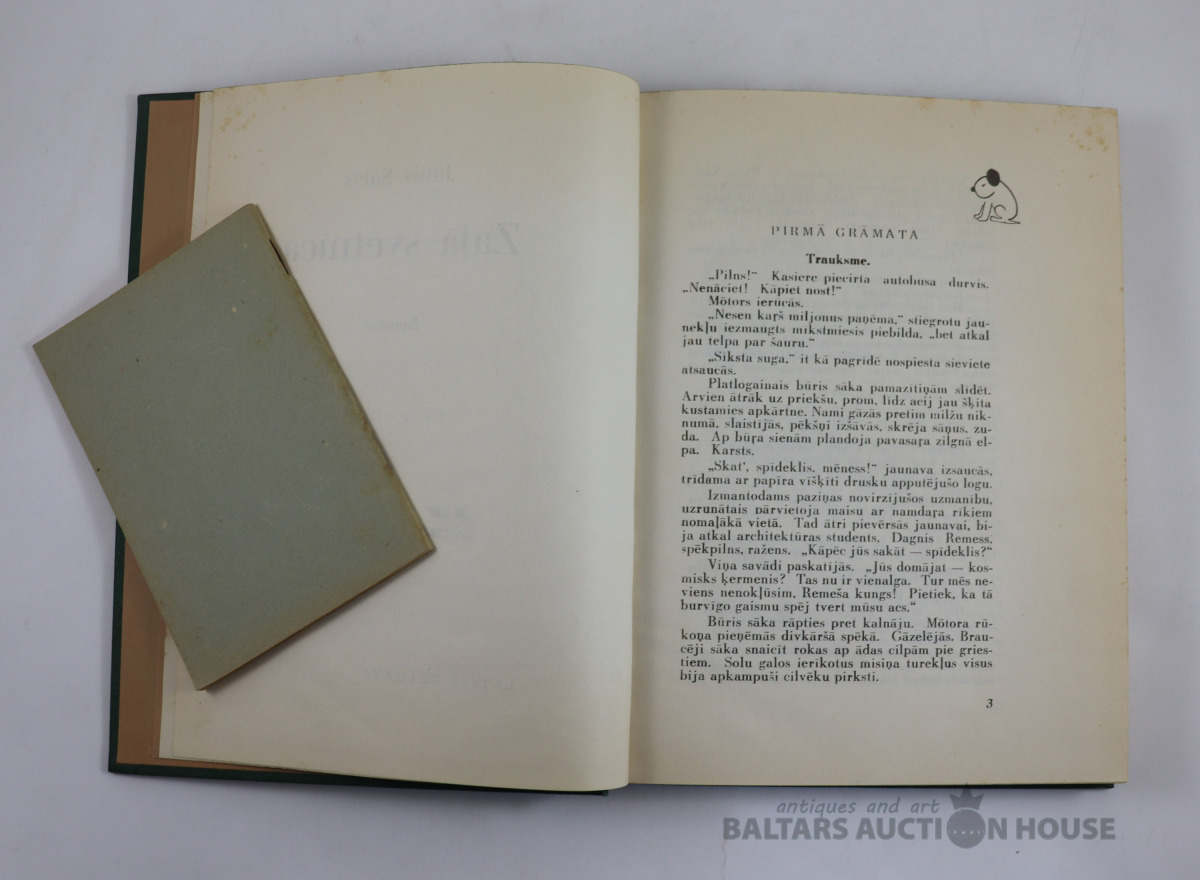 PIRMĀ GRĀMATA
Trauksme.
„Pilns!“ Kasiere piecirta autobusa durvis.
„Nenāciet! Kāpiet nost!“
Mōtors ierūcās.
„Nesen kaŗš miljonus paņēma,“ stiegrotu jau-
nekļu iezmaugts mīkstmiesis piebilda, „bet atkal
jau telpa par šauru.“
„Sīksta suga,“ it kā pagrīdē nospiesta sieviete
atsaucās.
Platlogainais būris sāka pamazītiņām slīdēt.
Arvien ātrāk uz priekšu, prom, līdz acij jau šķita
kustamies apkārtne. Nami gāzās pretim milžu nik-
numā, slaistījās, pēkšņi izšāvās, skrēja sāņus, zu-
da. Ap būŗa sienām plandoja pavasaŗa zilgnā el-
pa. Karsts.
„Skat', spīdeklis, mēness!“ jaunava izsaucās,
trīdama ar papīra vīšķīti drusku apputējušo logu.
Izmantodams paziņas novirzījušos uzmanību,
uzrunātais pārvietoja maisu ar namdaŗa rīkiem
nomaļākā vietā. Tad ātri pievērsās jaunavai, bi-
ja atkal architektūras students, Dagnis Remess,
spēkpilns, ražens. „Kāpēc jūs sakāt — spīdeklis?“
Viņa savādi paskatījās. „Jūs domājat — kos-
misks ķermenis? Tas nu ir vienalga. Tur mēs ne-
viens nenokļūsim, Remeša kungs! Pietiek, ka tā
burvīgo gaismu spēj tvert mūsu acs.“
Būris sāka rāpties pret kalnāju. Mōtora rū-
koņa pieņēmās divkāršā spēkā. Gāzelējās. Brau-
cēji sāka snaicīt rokas ap ādas cilpām pie gries-
tiem. Solu galos ierīkotus misiņa tureklus visus
bija apkampuši cilvēku pirksti.
3
antiques and art
BALTARS AUCTION HOUSE